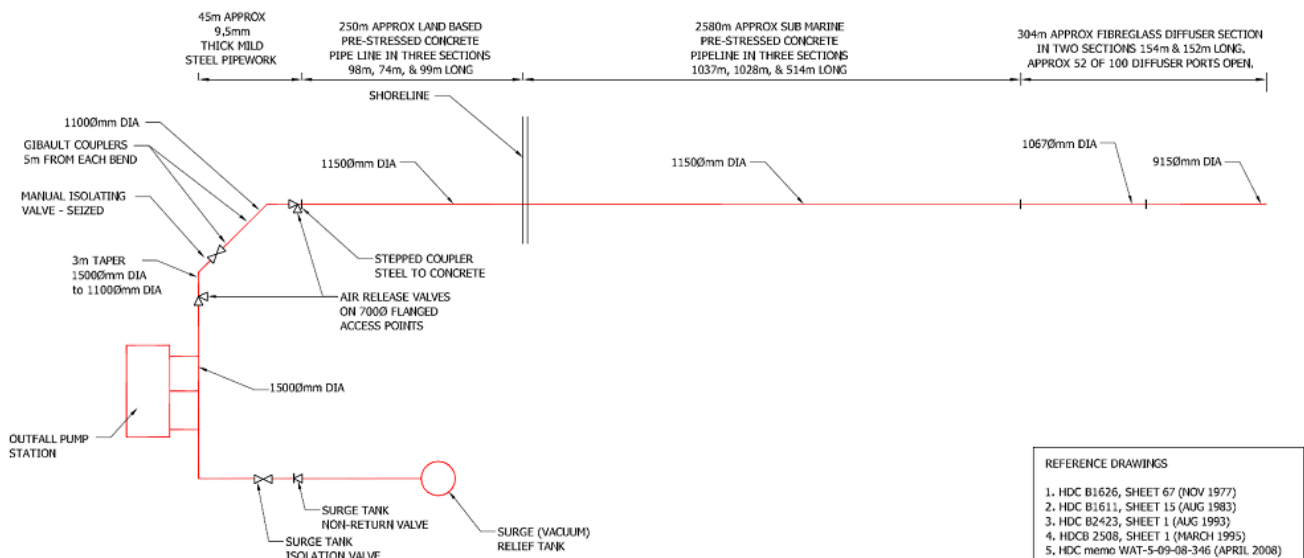 45m APPROX
9,5mm
THICK MILD
STEEL PIPEWORK
250m APPROX LAND BASED
PRE-STRESSED CONCRETE
PIPE LINE IN THREE SECTIONS
98m, 74m, & 99m LONG
2580m APPROX SUB MARINE
PRE-STRESSED CONCRETE
PIPELINE IN THREE SECTIONS
1037m, 1028m, & 514m LONG
304m APPROX FIBREGLASS DIFFUSER SECTION
IN TWO SECTIONS 154m & 152m LONG.
APPROX 52 OF 100 DIFFUSER PORTS OPEN.
SHORELINE
1100Ømm DIA
GIBAULT COUPLERS
5m FROM EACH BEND
MANUAL ISOLATING
VALVE - SEIZED
3m TAPER
1500Ømm DIA
to 1100Ømm DIA
1150Ømm DIA
1150Ømm DIA
1067Ømm DIA
915Ømm DIA
STEPPED COUPLER
STEEL TO CONCRETE
AIR RELEASE VALVES
ON 700Ø FLANGED
ACCESS POINTS
1500Ømm DIA
OUTFALL PUMP
STATION
SURGE TANK
NON-RETURN VALVE
SURGE TANK
ISOLATION VALVE
SURGE (VACUUM)
RELIEF TANK
REFERENCE DRAWINGS
1. HDC B1626, SHEET 67 (NOV 1977)
2. HDC B1611, SHEET 15 (AUG 1983)
3. HDC B2423, SHEET 1 (AUG 1993)
4. HDCB 2508, SHEET 1 (MARCH 1995)
5. HDC memo WAT-5-09-08-346 (APRIL 2008)